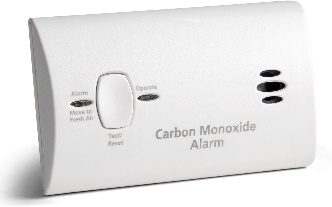 Alarm
Operate
Move to
Fresh Air
Test/
Reset
Carbon Monoxide
Alarm